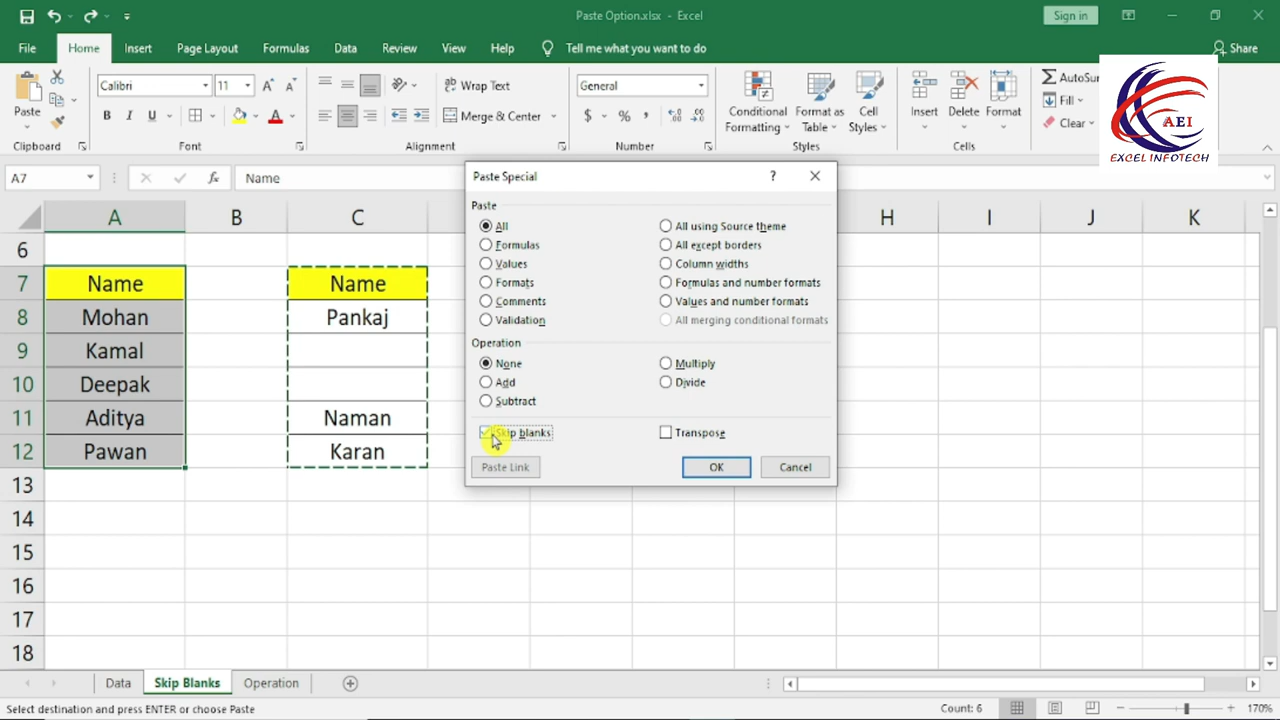 Paste Option.xlsx - Excel
Sign in
File Home Insert Page Layout Formulas Data Review View Help Tell me what you want to do Share
Paste
Clipboard
Calibri 11
B I U A
Font
Wrap Text
Merge & Center
Alignment
General
$ % ,
Number
Conditional Formatting
Format as Table
Cell Styles
Styles
Insert Delete Format
Cells
AutoSu
Fill
Clear
AEI
EXCEL INFOTECH
A7 fx Name
A B C H I J K
6
7 Name Name
8 Mohan Pankaj
9 Kamal
10 Deepak
11 Aditya Naman
12 Pawan Karan
13
14
15
16
17
18
Paste Special ?
Paste
All All using Source theme
Formulas All except borders
Values Column widths
Formats Formulas and number formats
Comments Values and number formats
Validation All merging conditional formats
Operation
None Multiply
Add Divide
Subtract
Skip blanks Transpose
Paste Link OK Cancel
Data Skip Blanks Operation
Select destination and press ENTER or choose Paste Count: 6 170%